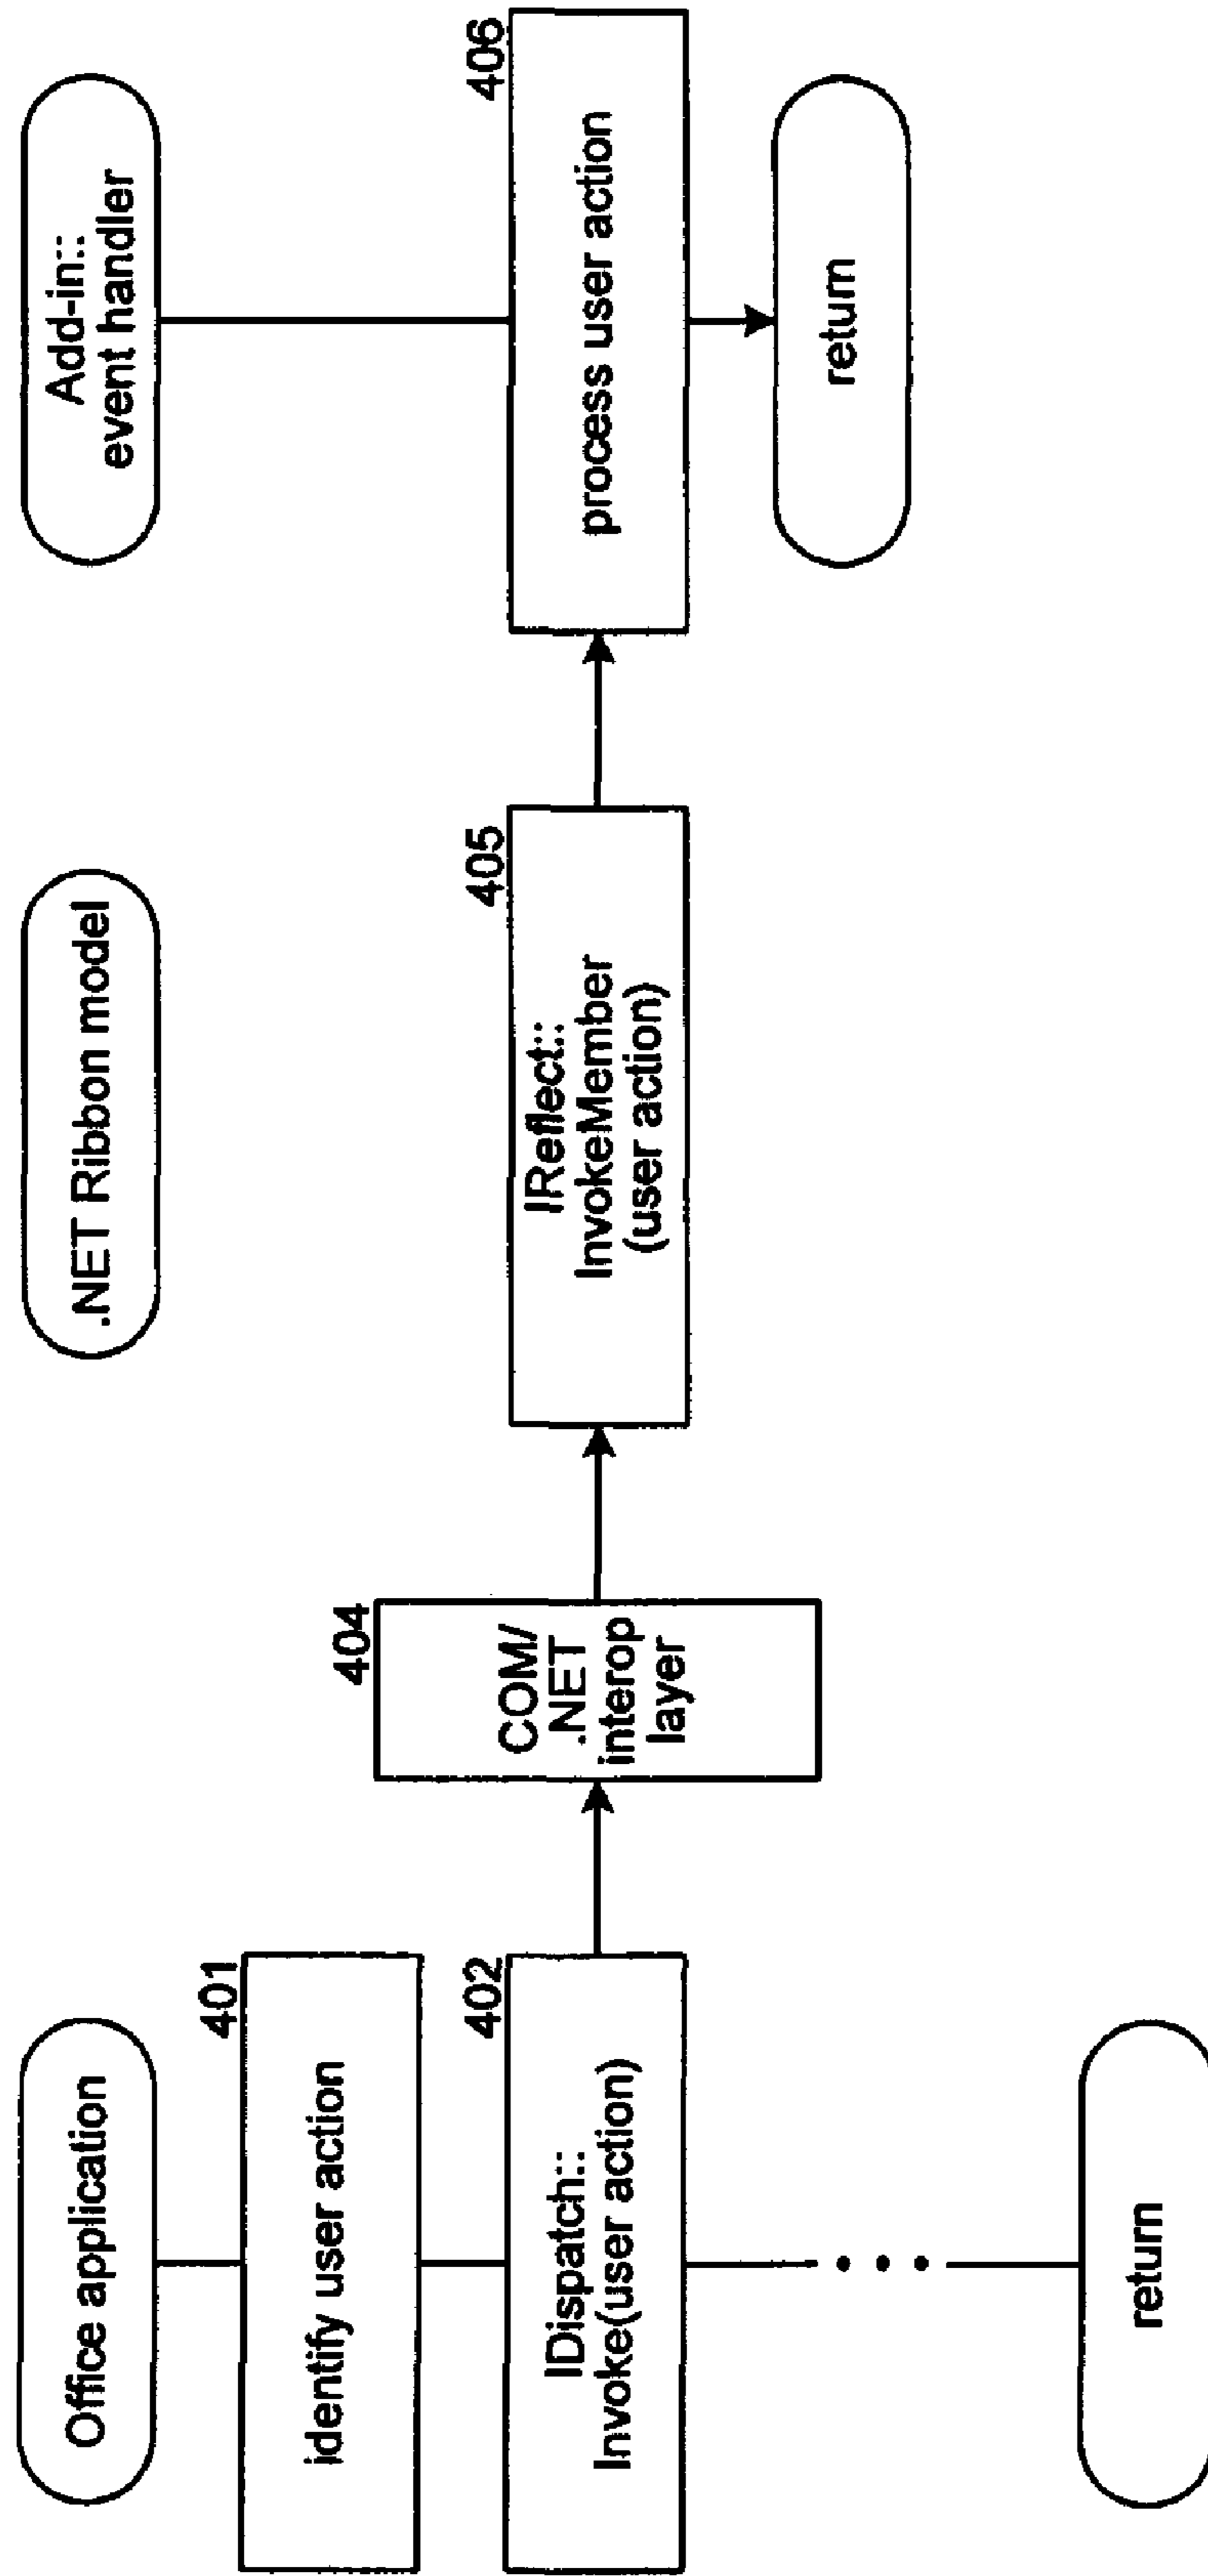 Office application
401
identify user action
402
IDispatch::
Invoke(user action)
return
404
COM/
.NET
interop
layer
.NET Ribbon model
405
IReflect::
InvokeMember
(user action)
Add-in::
event handler
406
process user action
return